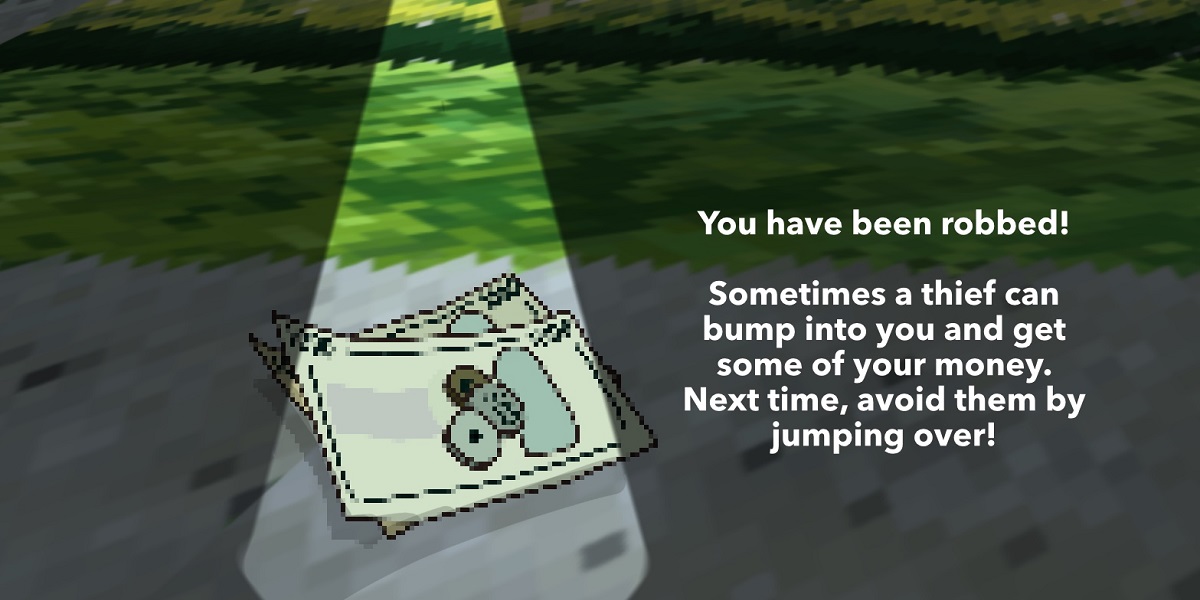 You have been robbed!
Sometimes a thief can
bump into you and get
some of your money.
Next time, avoid them by
jumping over!